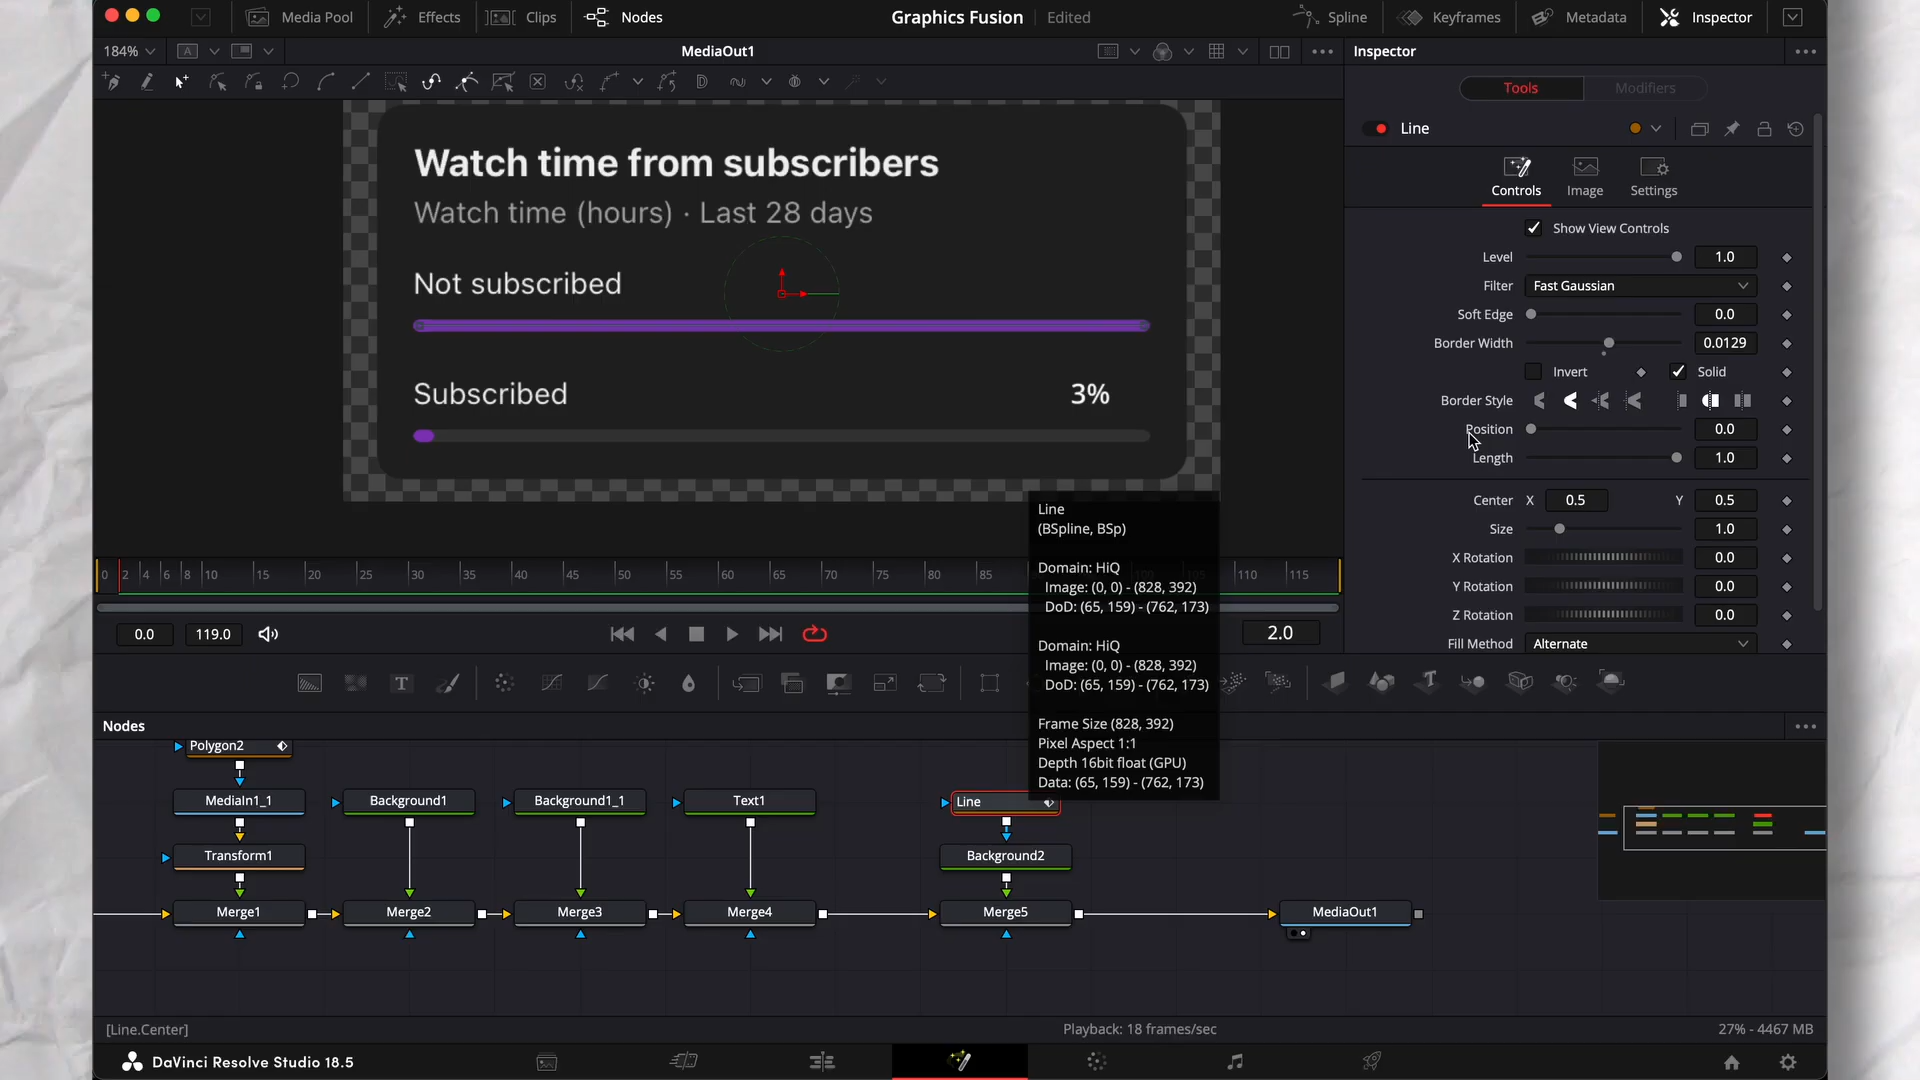 Media Pool
Effects
Clips
Nodes
Graphics Fusion
Edited
Spline
Keyframes
Metadata
Inspector
184%
A
MediaOut1
Inspector
Tools
Modifiers
Line
Controls
Image
Settings
Watch time from subscribers
Watch time (hours) · Last 28 days
Not subscribed
Subscribed
3%
Show View Controls
Level 1.0
Filter Fast Gaussian
Soft Edge 0.0
Border Width 0.0129
Invert
Solid
Border Style
Position 0.0
Length 1.0
Center X 0.5 Y 0.5
Size 1.0
X Rotation 0.0
Y Rotation 0.0
Z Rotation 0.0
Fill Method Alternate
0 2 4 6 8 10 15 20 25 30 35 40 45 50 55 60 65 70 75 80 85 110 115
0.0
119.0
2.0
Line
(BSpline, BSp)
Domain: HiQ
Image: (0, 0) - (828, 392)
DoD: (65, 159) - (762, 173)
Domain: HiQ
Image: (0, 0) - (828, 392)
DoD: (65, 159) - (762, 173)
Frame Size (828, 392)
Pixel Aspect 1:1
Depth 16bit float (GPU)
Data: (65, 159) - (762, 173)
T
T
Nodes
Polygon2
MediaIn1_1
Background1
Background1_1
Text1
Line
Transform1
Background2
Merge1
Merge2
Merge3
Merge4
Merge5
MediaOut1
[Line.Center]
Playback: 18 frames/sec
27% - 4467 MB
DaVinci Resolve Studio 18.5